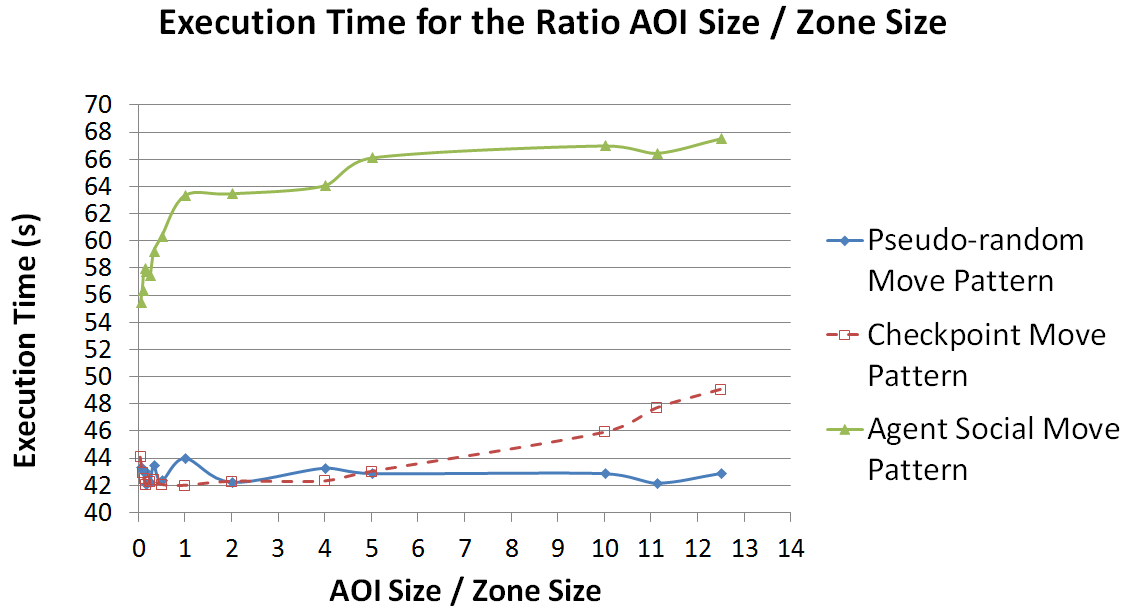 Execution Time for the Ratio AOI Size / Zone Size
70
68
66
64
62
60
58
56
54
52
50
48
46
44
42
40
Execution Time (s)
0 1 2 3 4 5 6 7 8 9 10 11 12 13 14
AOI Size / Zone Size
Pseudo-random
Move Pattern
Checkpoint Move
Pattern
Agent Social Move
Pattern